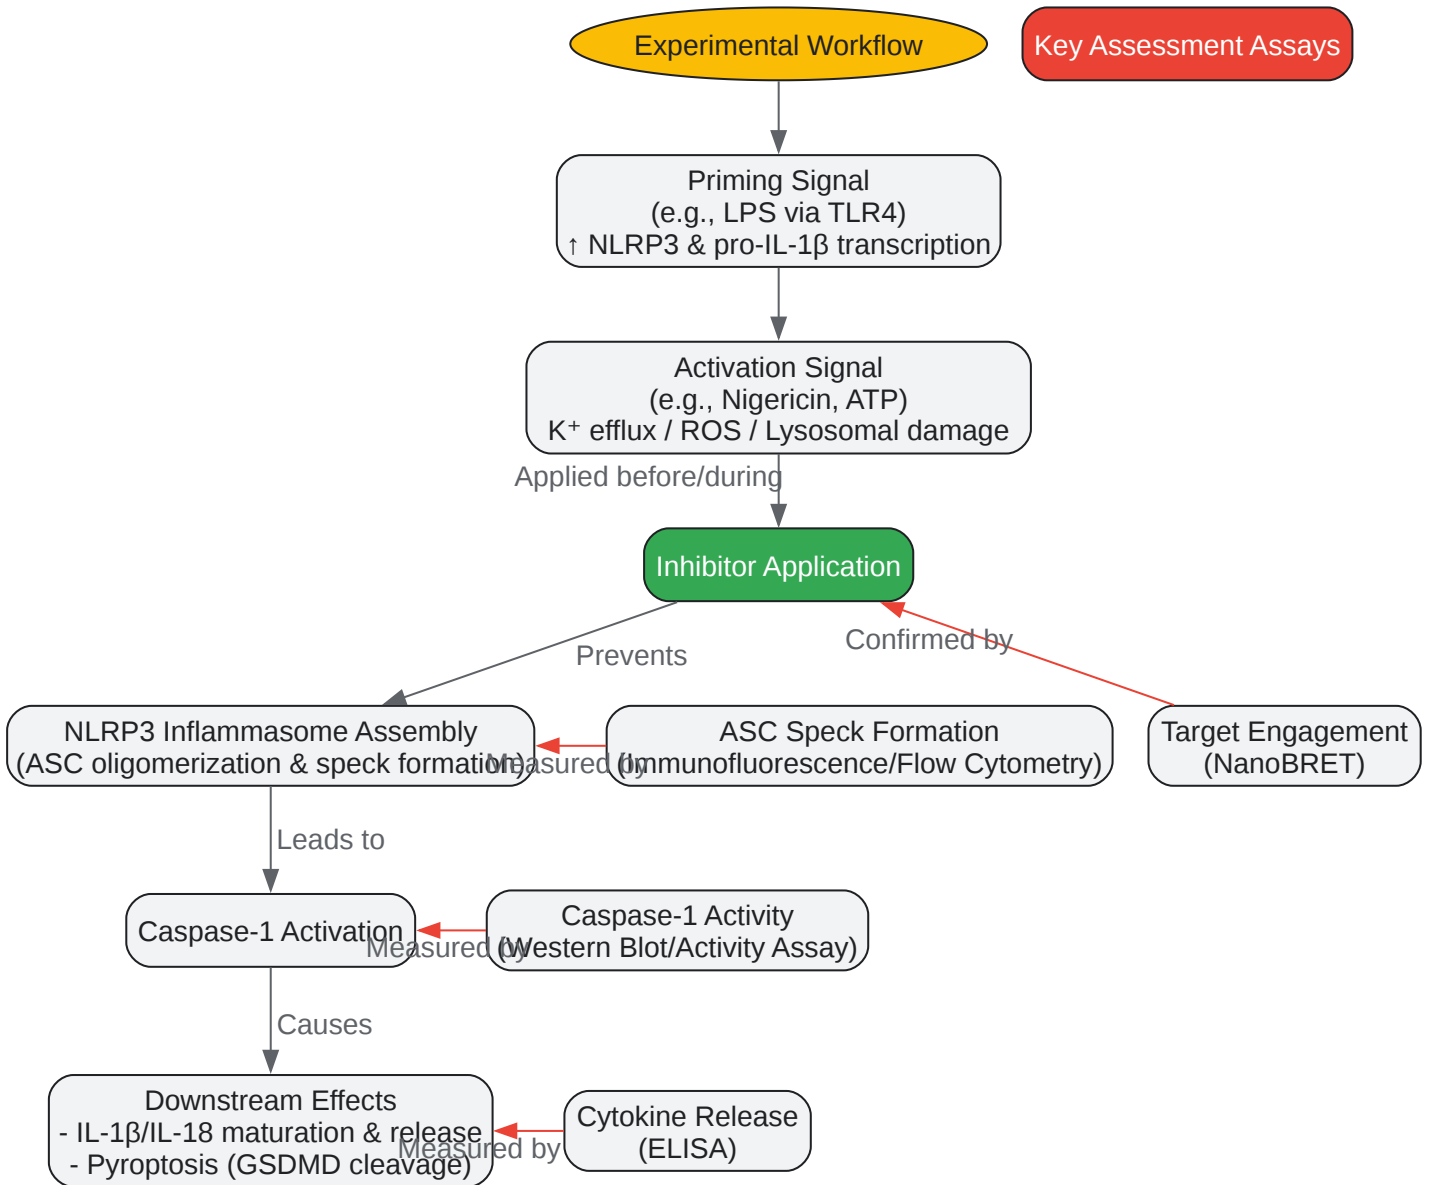 Experimental Workflow
Key Assessment Assays
Priming Signal
(e.g., LPS via TLR4)
↑ NLRP3 & pro-IL-1β transcription
Activation Signal
(e.g., Nigericin, ATP)
K⁺ efflux / ROS / Lysosomal damage
Applied before/during
Inhibitor Application
Prevents
Confirmed by
NLRP3 Inflammasome Assembly
(ASC oligomerization & speck formation)
Measured by
ASC Speck Formation
(Immunofluorescence/Flow Cytometry)
Target Engagement
(NanoBRET)
Leads to
Caspase-1 Activation
Measured by
Caspase-1 Activity
(Western Blot/Activity Assay)
Causes
Downstream Effects
- IL-1β/IL-18 maturation & release
- Pyroptosis (GSDMD cleavage)
Measured by
Cytokine Release
(ELISA)